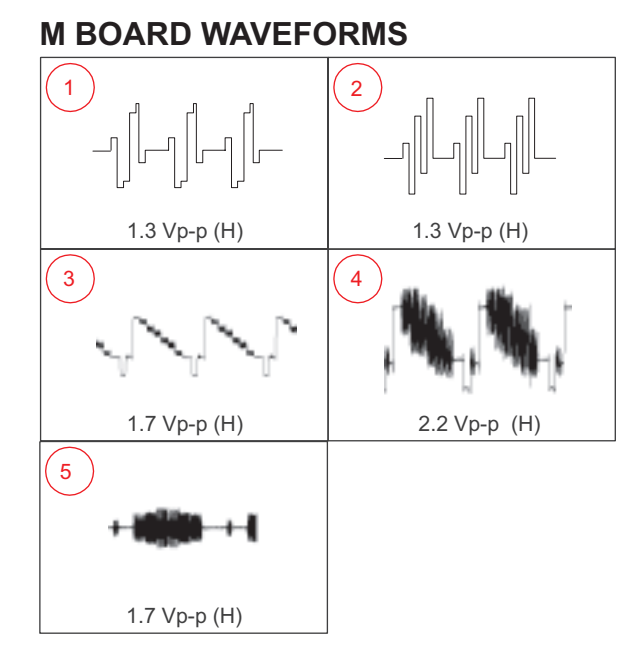 M BOARD WAVEFORMS
1
2
1.3 Vp-p (H)
1.3 Vp-p (H)
3
4
1.7 Vp-p (H)
2.2 Vp-p (H)
5
1.7 Vp-p (H)